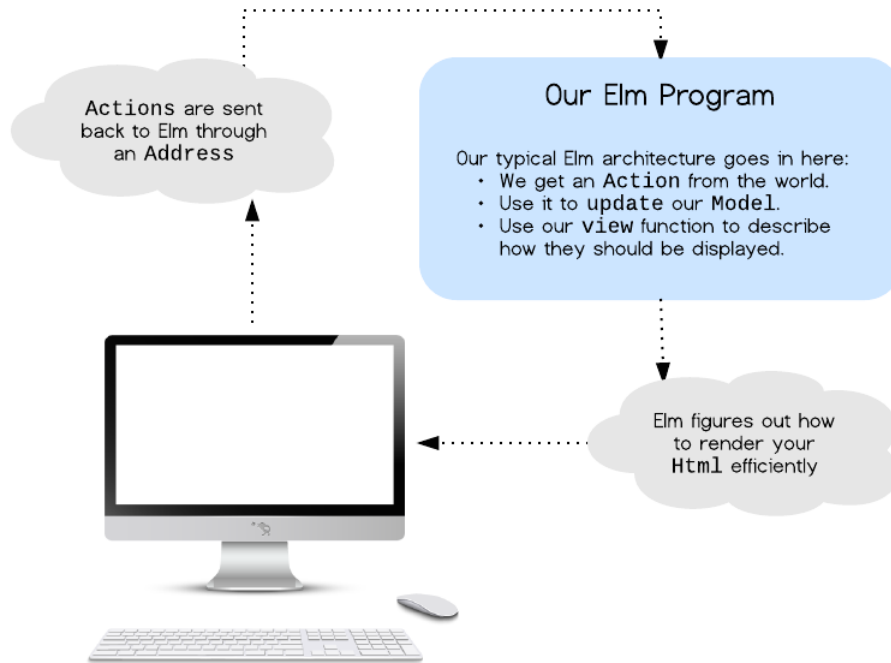 Actions are sent
back to Elm through
an Address
Our Elm Program
Our typical Elm architecture goes in here:
• We get an Action from the world.
• Use it to update our Model.
• Use our view function to describe
how they should be displayed.
Elm figures out how
to render your
Html efficiently